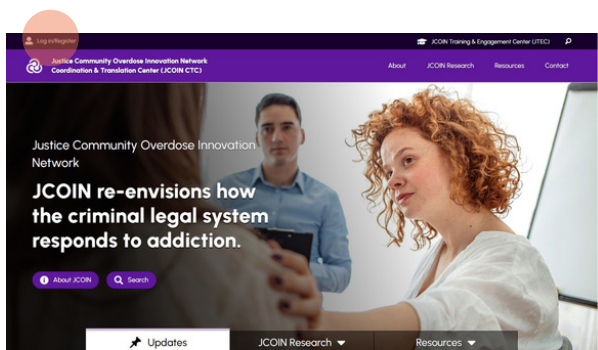 Log in/Register
JCOIN Training & Engagement Center (JTEC)
Justice Community Overdose Innovation Network
Coordination & Translation Center (JCOIN CTC)
About
JCOIN Research
Resources
Contact
Justice Community Overdose Innovation
Network
JCOIN re-envisions how
the criminal legal system
responds to addiction.
About JCOIN
Search
Updates
JCOIN Research
Resources